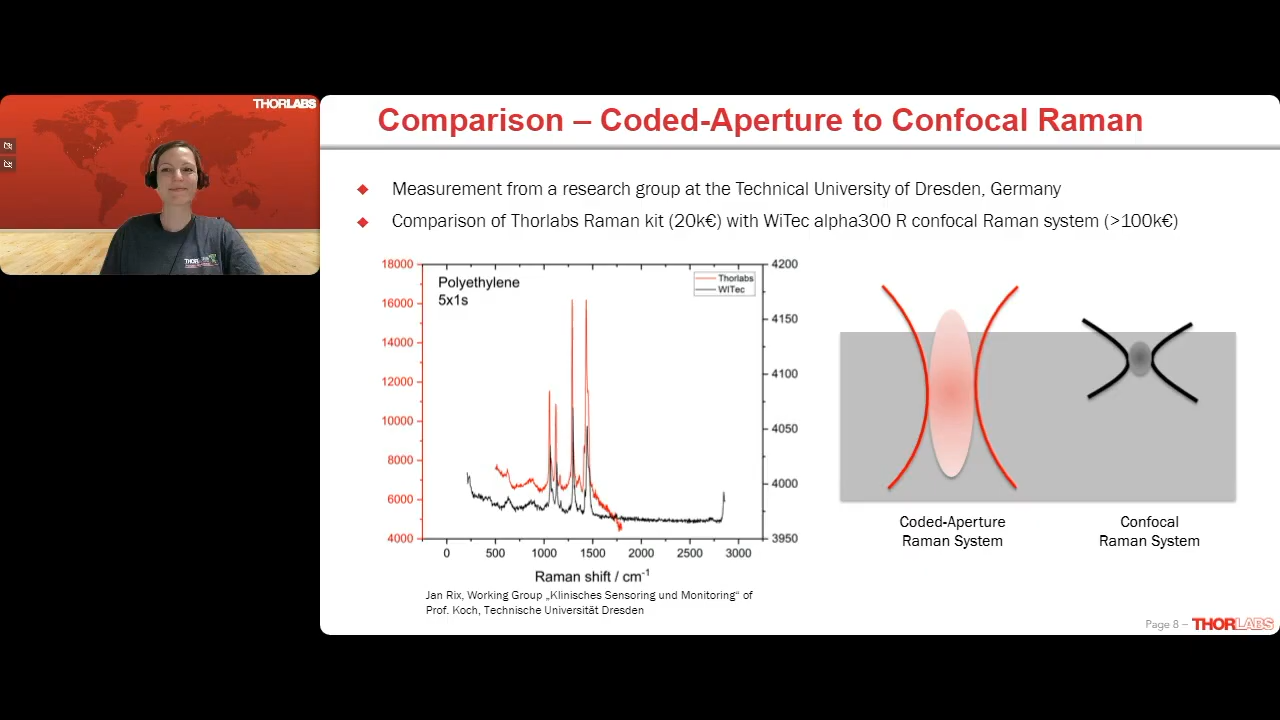 THORLABS
Comparison – Coded-Aperture to Confocal Raman
Measurement from a research group at the Technical University of Dresden, Germany
Comparison of Thorlabs Raman kit (20k€) with WiTec alpha300 R confocal Raman system (>100k€)
18000
16000
14000
12000
10000
8000
6000
4000
Polyethylene
5x1s
Thorlabs
WITec
4200
4150
4100
4050
4000
3950
0 500 1000 1500 2000 2500 3000
Raman shift / cm-1
Jan Rix, Working Group „Klinisches Sensoring und Monitoring“ of
Prof. Koch, Technische Universität Dresden
Coded-Aperture
Raman System
Confocal
Raman System
Page 8 – THORLABS